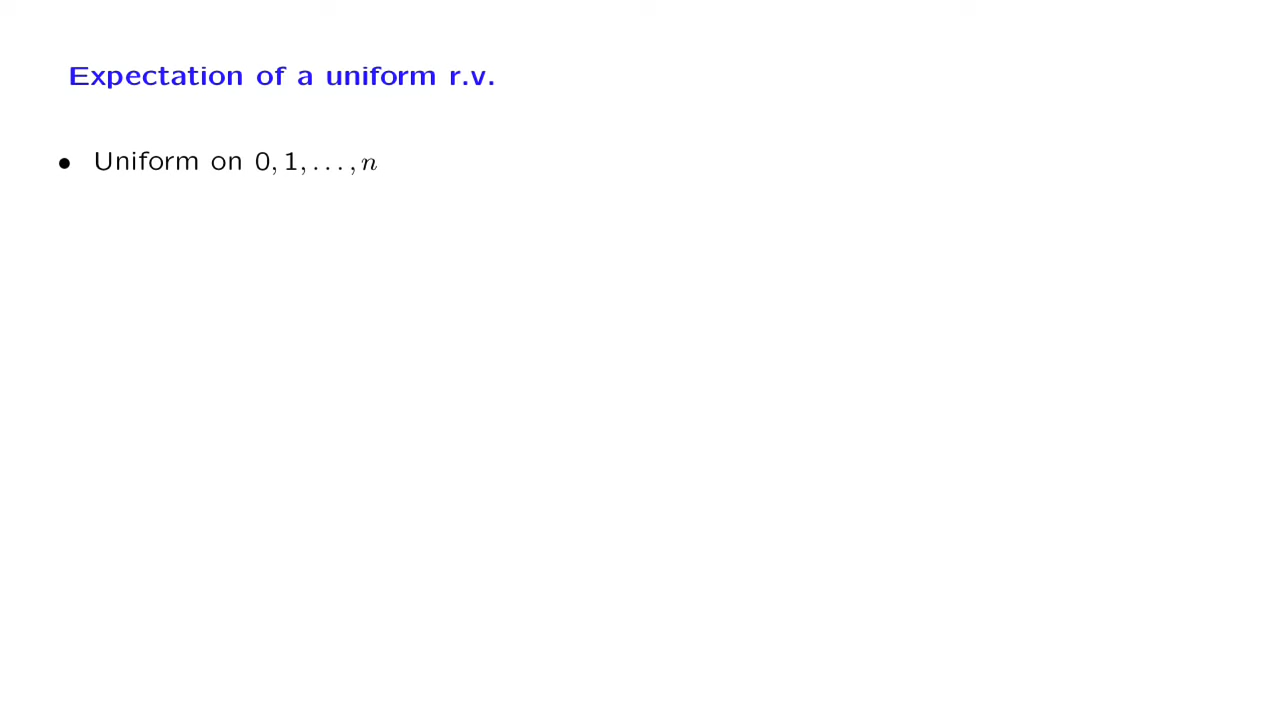 Expectation of a uniform r.v.
• Uniform on 0, 1, . . . , n